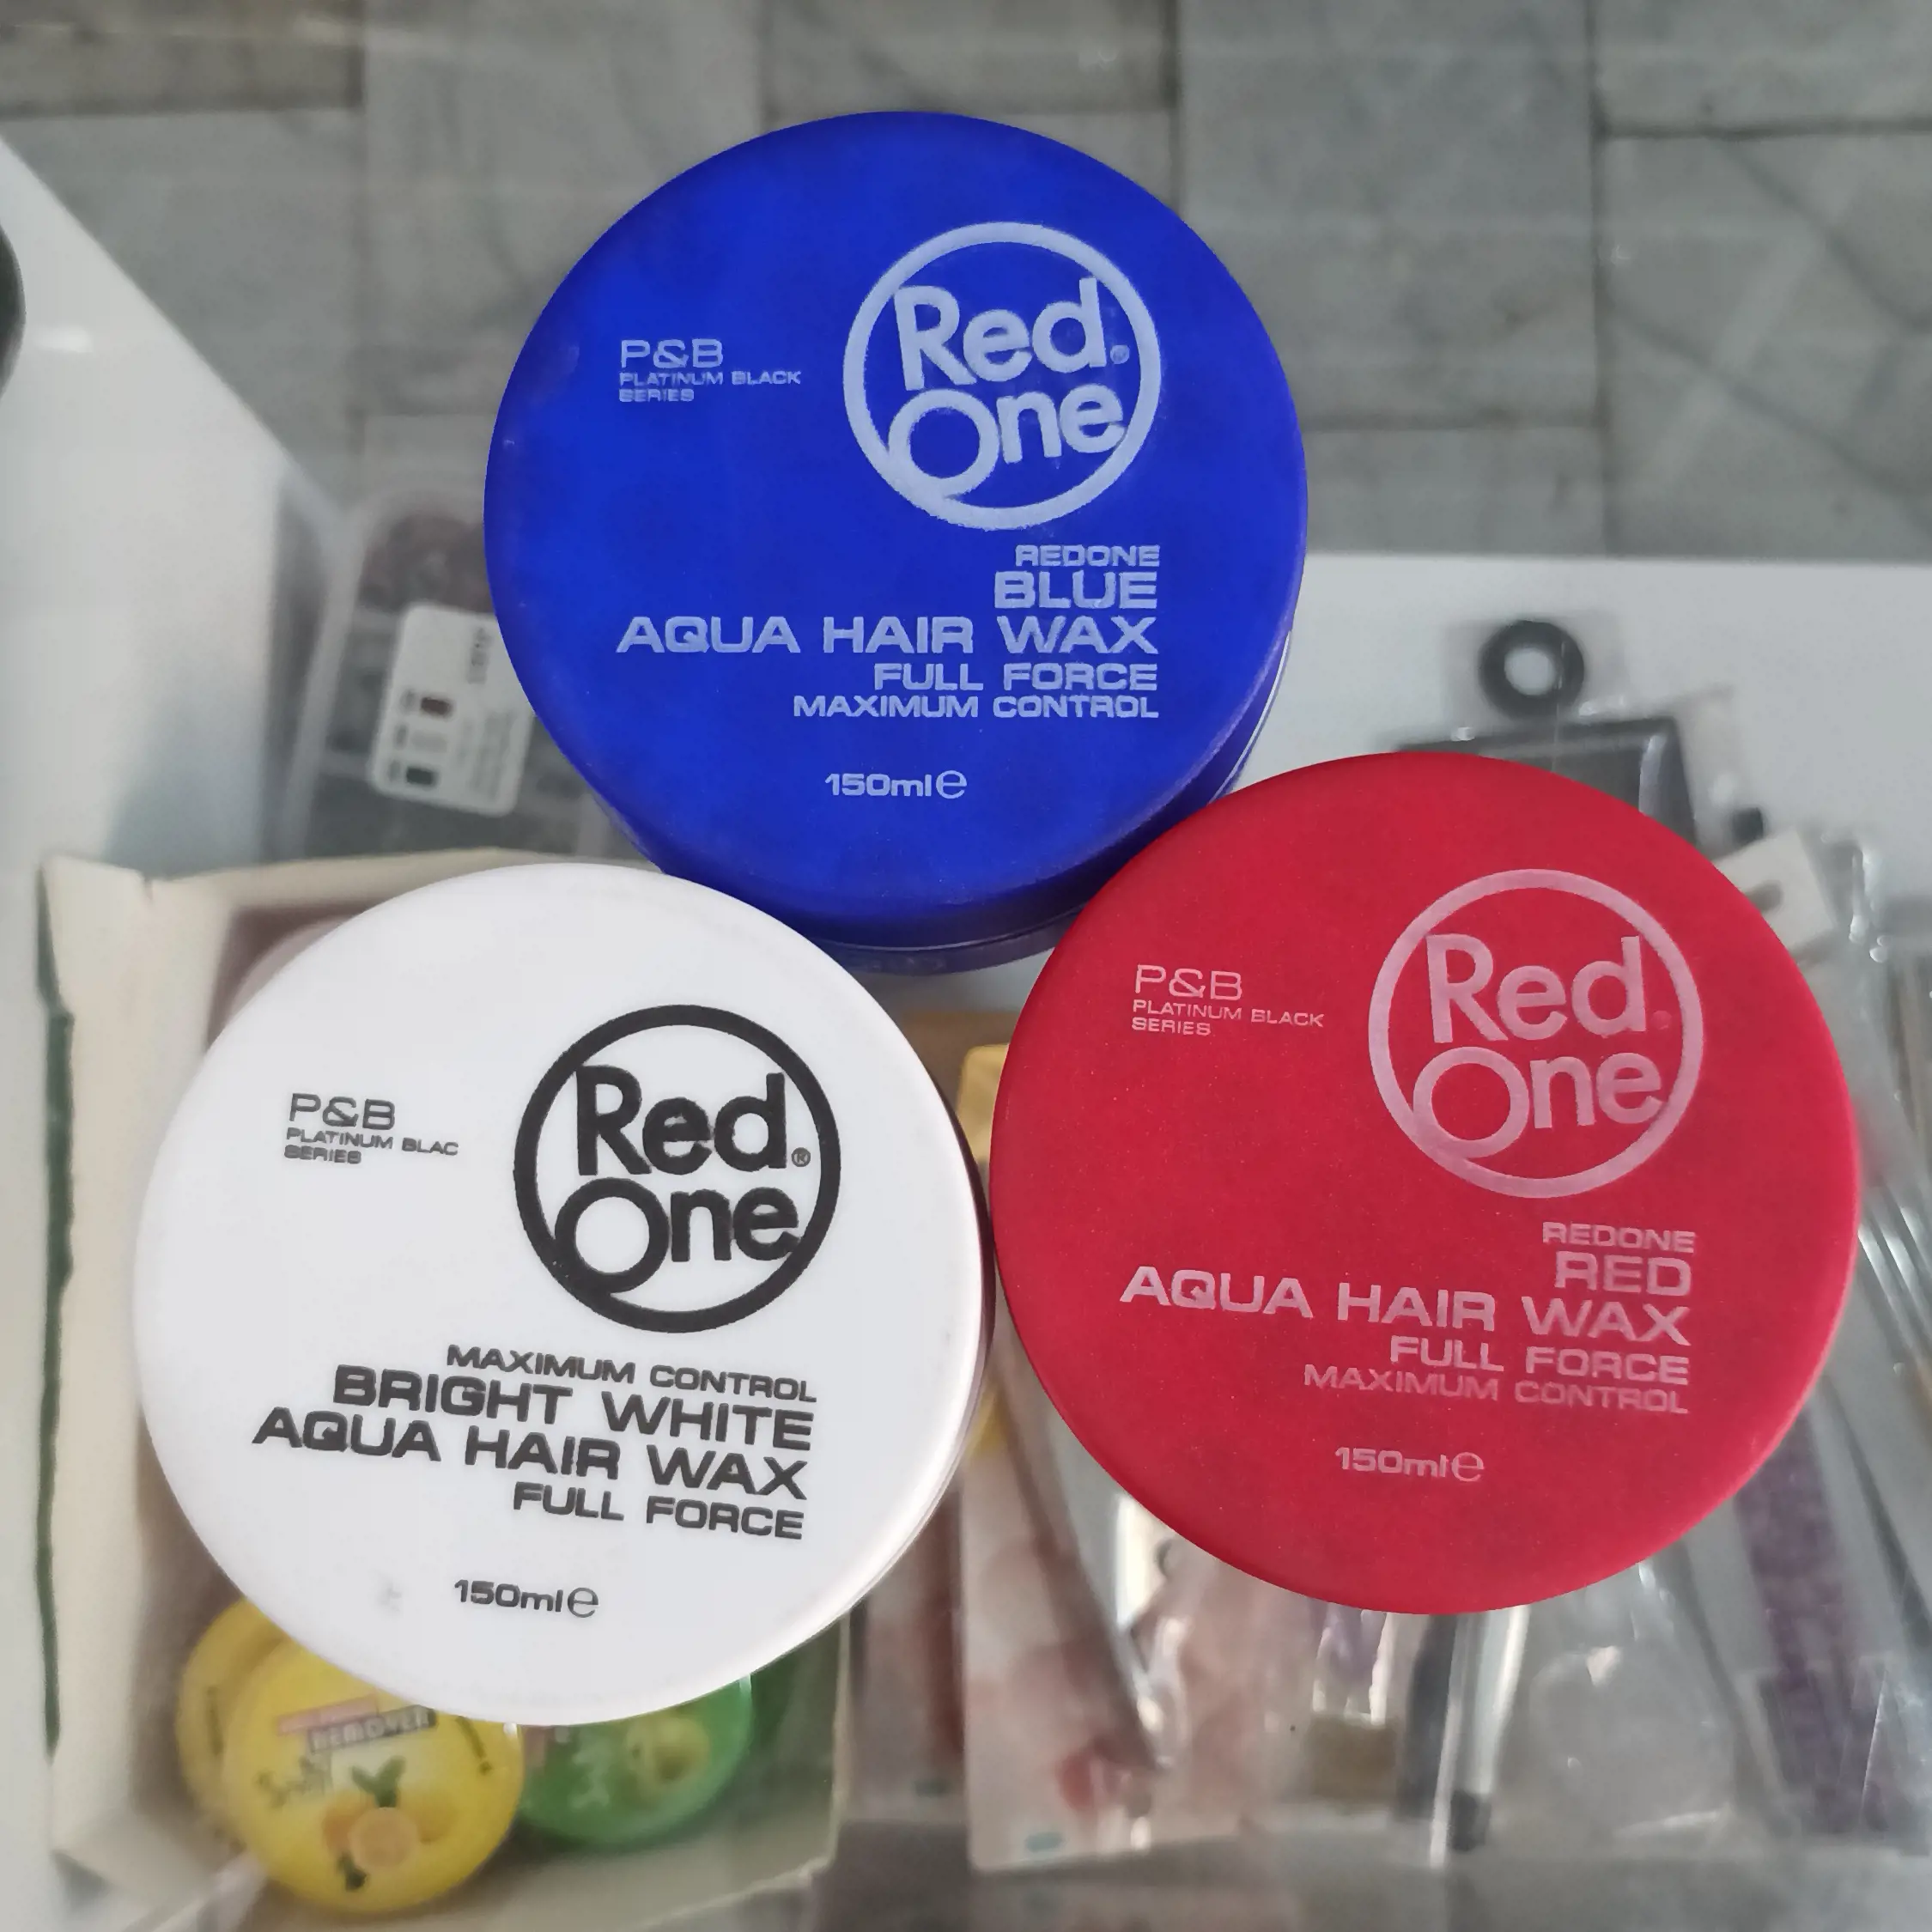 P&B
PLATINUM BLACK
SERIES
Red
One
REDONE
BLUE
AQUA HAIR WAX
FULL FORCE
MAXIMUM CONTROL
150ml℮
P&B
PLATINUM BLAC
SERIES
Red®
One
MAXIMUM CONTROL
BRIGHT WHITE
AQUA HAIR WAX
FULL FORCE
150ml℮
P&B
PLATINUM BLACK
SERIES
Red
One
REDONE
RED
AQUA HAIR WAX
FULL FORCE
MAXIMUM CONTROL
150ml℮
REMOVER